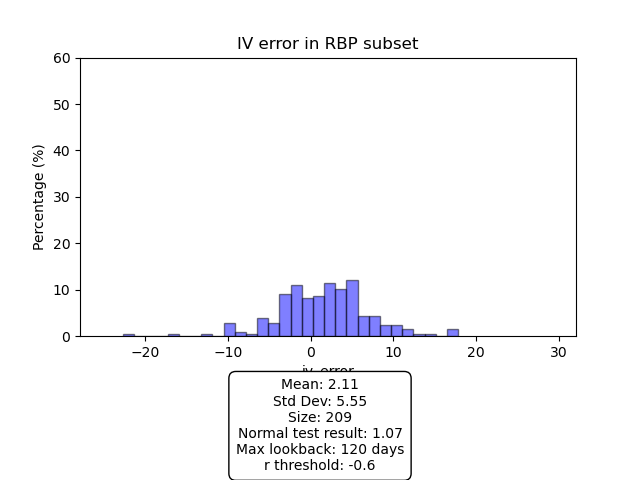 IV error in RBP subset
60
50
40
30
20
10
0
Percentage (%)
−20
−10
0
10
20
30
iv_error
Mean: 2.11
Std Dev: 5.55
Size: 209
Normal test result: 1.07
Max lookback: 120 days
r threshold: -0.6